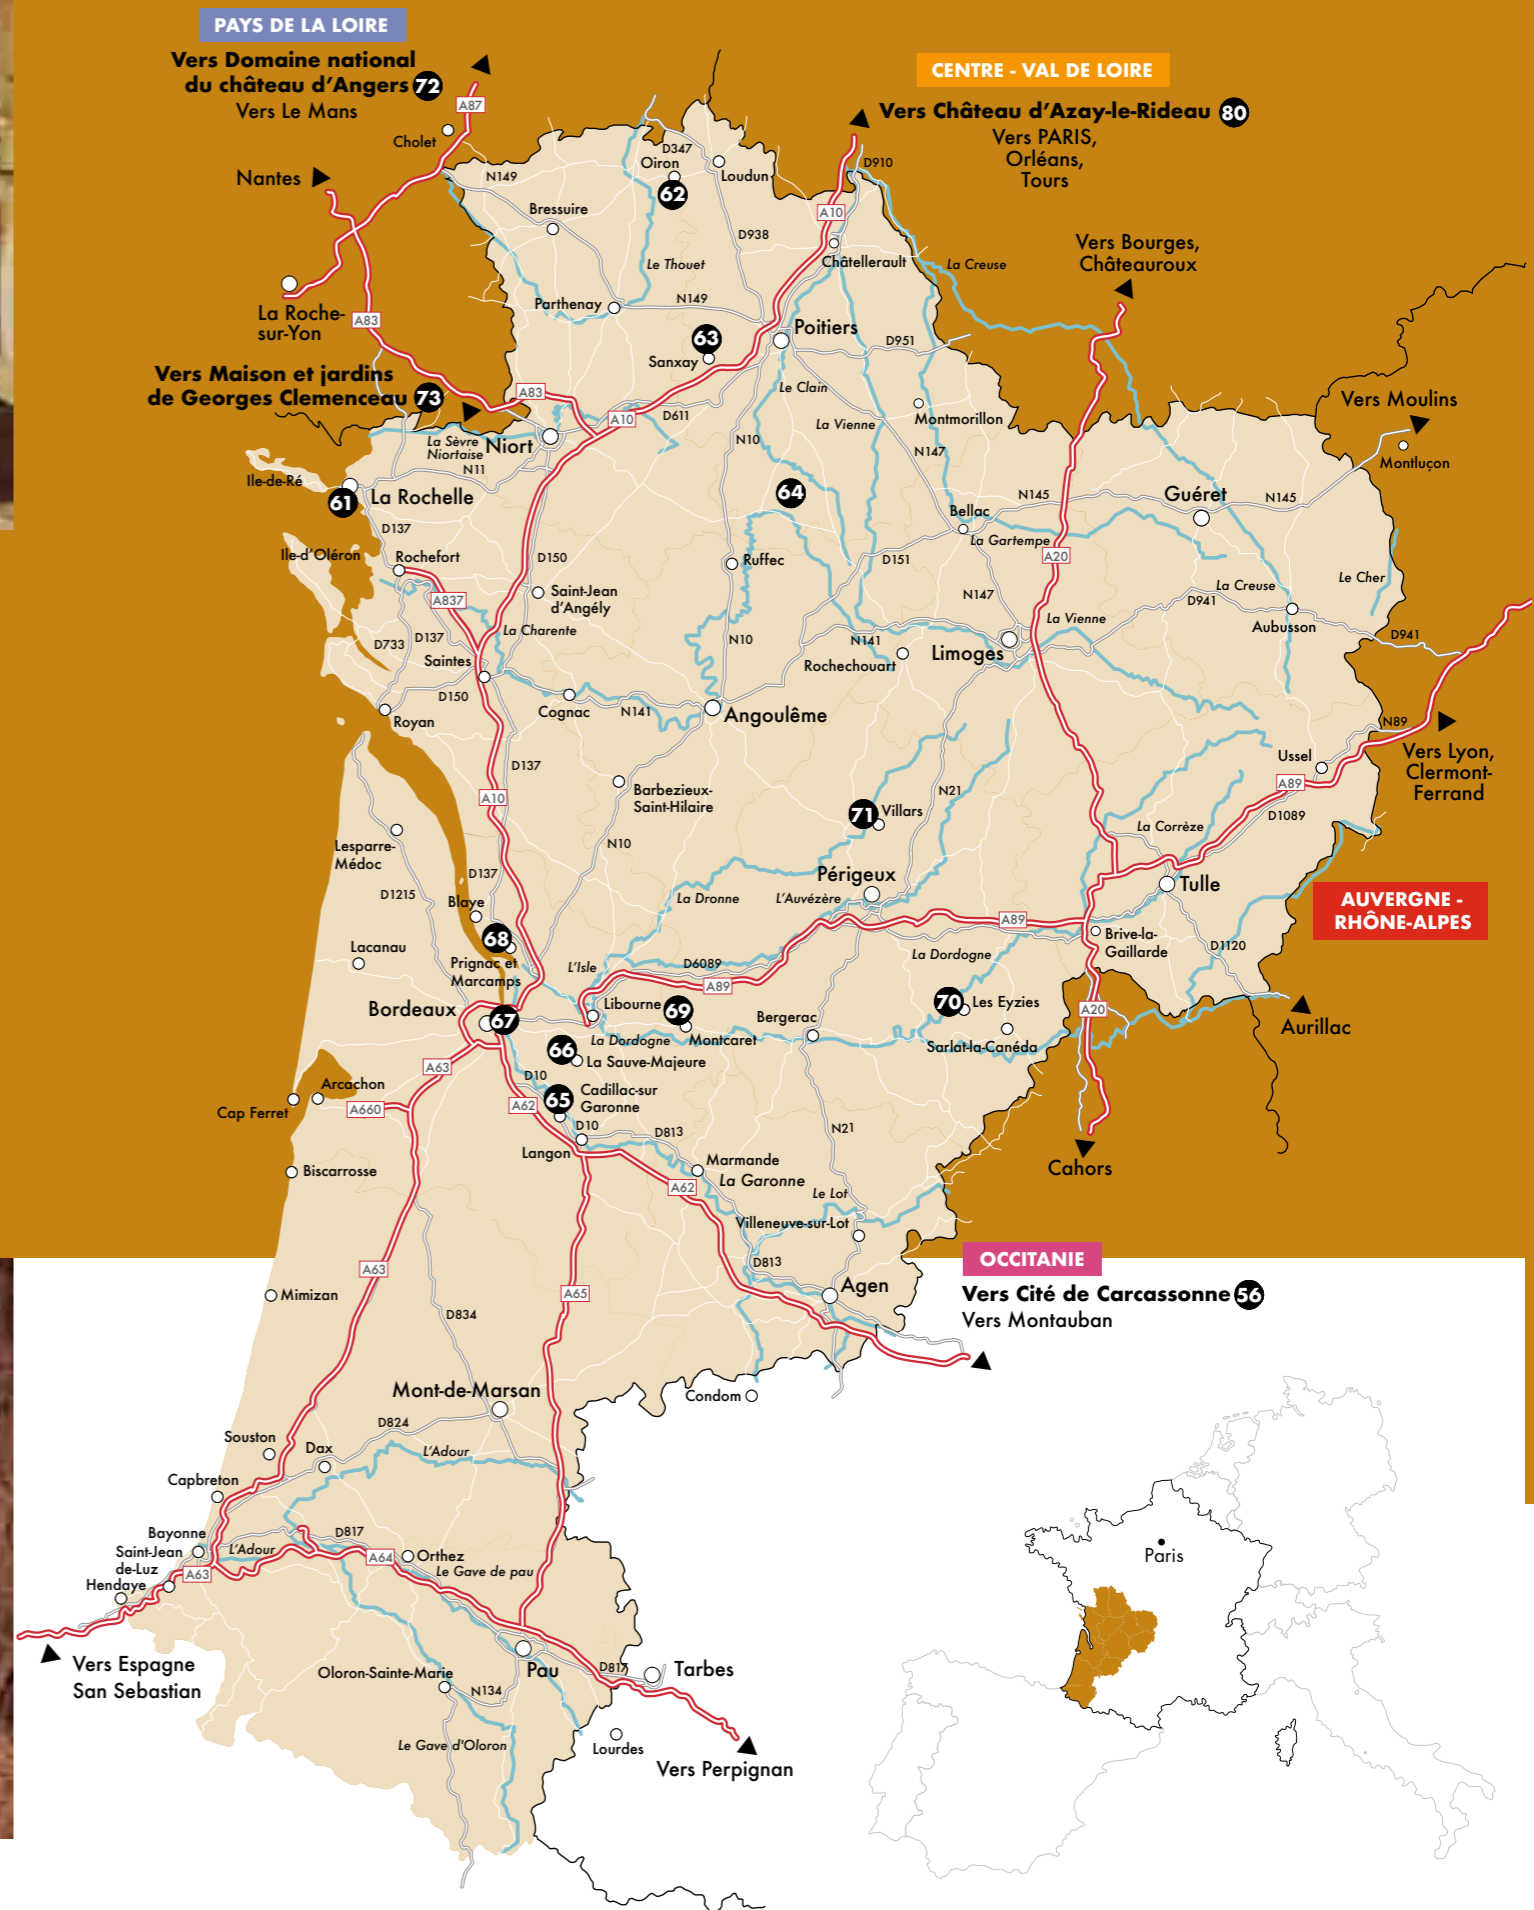 PAYS DE LA LOIRE
Vers Domaine national
du château d'Angers 72
Vers Le Mans
A87
Cholet
Nantes
CENTRE - VAL DE LOIRE
Vers Château d'Azay-le-Rideau 80
Vers PARIS,
Orléans,
Tours
D910
D347
Oiron
Loudun
62
N149
Bressuire
A10
D938
Le Thouet
Châtellerault
La Creuse
Vers Bourges,
Châteauroux
La Roche-
sur-Yon
A83
Parthenay
N149
63
Sanxay
Poitiers
D951
Vers Maison et jardins
de Georges Clemenceau 73
A83
A10
D611
Le Clain
La Vienne
Montmorillon
Vers Moulins
Montluçon
La Sèvre
Niortaise
Niort
N11
N10
N147
Ile-de-Ré
61
La Rochelle
64
D137
N145
Guéret
N145
Bellac
La Gartempe
Ile-d'Oléron
Rochefort
D150
Ruffec
D151
A20
A837
Saint-Jean
d'Angély
N147
La Creuse
Le Cher
D941
La Charente
La Vienne
Aubusson
D941
D733
D137
N10
N141
Rochechouart
Limoges
Saintes
D150
Royan
Cognac
N141
Angoulême
N89
Vers Lyon,
Clermont-
Ferrand
Ussel
D137
A10
Barbezieux-
Saint-Hilaire
N21
A89
D1089
71
Villars
La Corrèze
Lesparre-
Médoc
N10
D1215
D137
Périgueux
Tulle
Blaye
La Dronne
L'Auvézère
AUVERGNE -
RHÔNE-ALPES
A89
68
Brive-la-
Gaillarde
D1120
Lacanau
Prignac et
Marcamps
L'Isle
D6089
La Dordogne
A89
Bordeaux
67
Libourne
69
Montcaret
Bergerac
70
Les Eyzies
A20
Aurillac
La Dordogne
Sarlat-la-Canéda
66
La Sauve-Majeure
A63
D10
Arcachon
Cap Ferret
A660
A62
65
Cadillac-sur
Garonne
D10
D813
N21
Langon
Cahors
Biscarrosse
Marmande
La Garonne
A62
Le Lot
Villeneuve-sur-Lot
D813
A63
OCCITANIE
Vers Cité de Carcassonne 56
Vers Montauban
Mimizan
A65
Agen
D834
Mont-de-Marsan
Condom
Souston
Dax
D824
L'Adour
Capbreton
Bayonne
L'Adour
D817
Saint-Jean
de-Luz
A63
A64
Orthez
Le Gave de pau
Hendaye
Paris
Vers Espagne
San Sebastian
Oloron-Sainte-Marie
Pau
D817
Tarbes
N134
Le Gave d'Oloron
Lourdes
Vers Perpignan